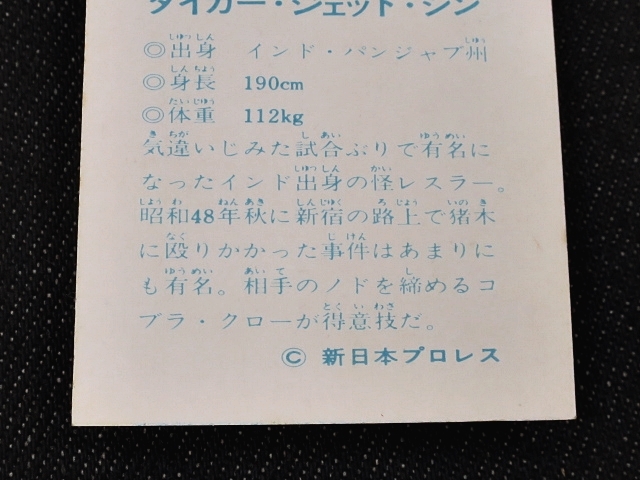 タイガー・ジェット・シン
◎出身 インド・パンジャブ州
◎身長 190cm
◎体重 112kg
気違いじみた試合ぶりで有名に
なったインド出身の怪レスラー。
昭和48年秋に新宿の路上で猪木
に殴りかかった事件はあまりに
も有名。相手のノドを締めるコ
ブラ・クローが得意技だ。
© 新日本プロレス